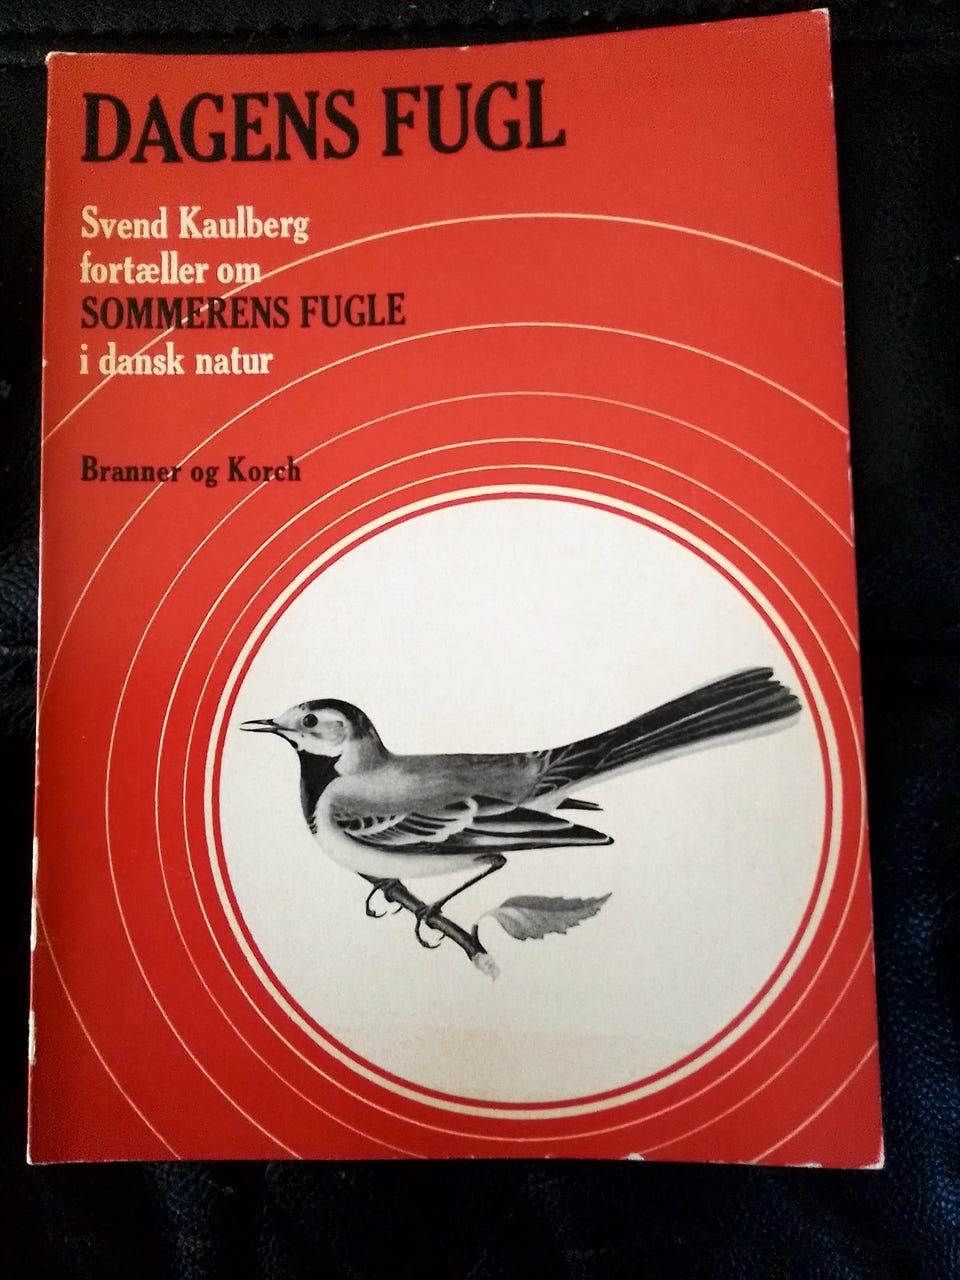 DAGENS FUGL
Svend Kaulberg
fortæller om
SOMMERENS FUGLE
i dansk natur
Branner og Korch